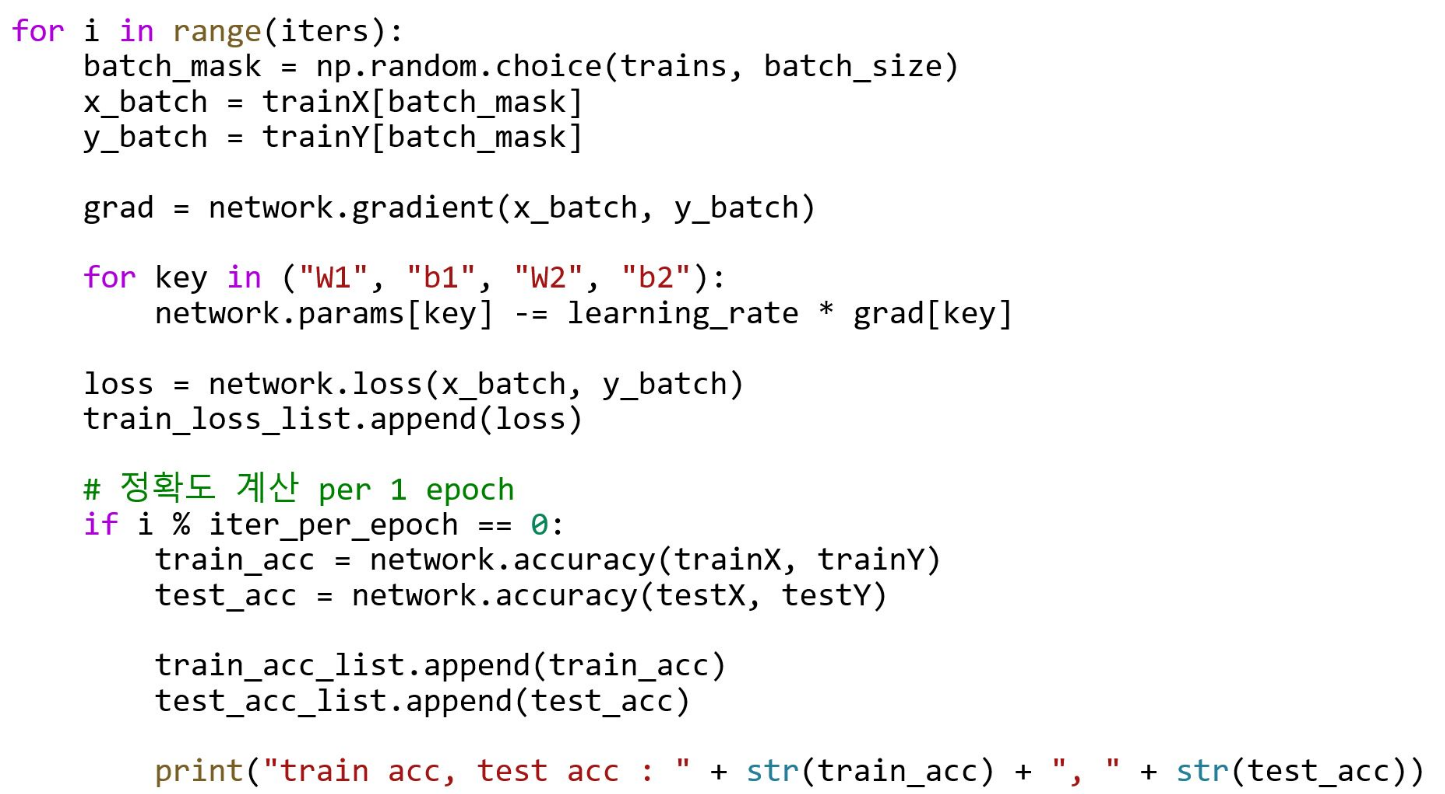 for i in range(iters):
    batch_mask = np.random.choice(trains, batch_size)
    x_batch = trainX[batch_mask]
    y_batch = trainY[batch_mask]

    grad = network.gradient(x_batch, y_batch)

    for key in ("W1", "b1", "W2", "b2"):
        network.params[key] -= learning_rate * grad[key]

    loss = network.loss(x_batch, y_batch)
    train_loss_list.append(loss)

    # 정확도 계산 per 1 epoch
    if i % iter_per_epoch == 0:
        train_acc = network.accuracy(trainX, trainY)
        test_acc = network.accuracy(testX, testY)

        train_acc_list.append(train_acc)
        test_acc_list.append(test_acc)

        print("train acc, test acc : " + str(train_acc) + ", " + str(test_acc))